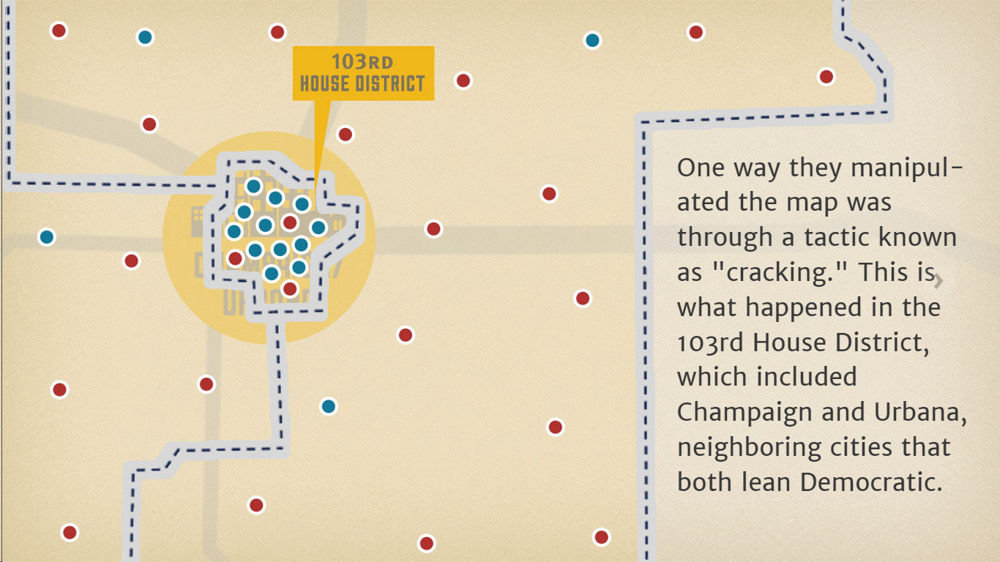 103RD
HOUSE DISTRICT
One way they manipul-
ated the map was
through a tactic known
as "cracking." This is
what happened in the
103rd House District,
which included
Champaign and Urbana,
neighboring cities that
both lean Democratic.